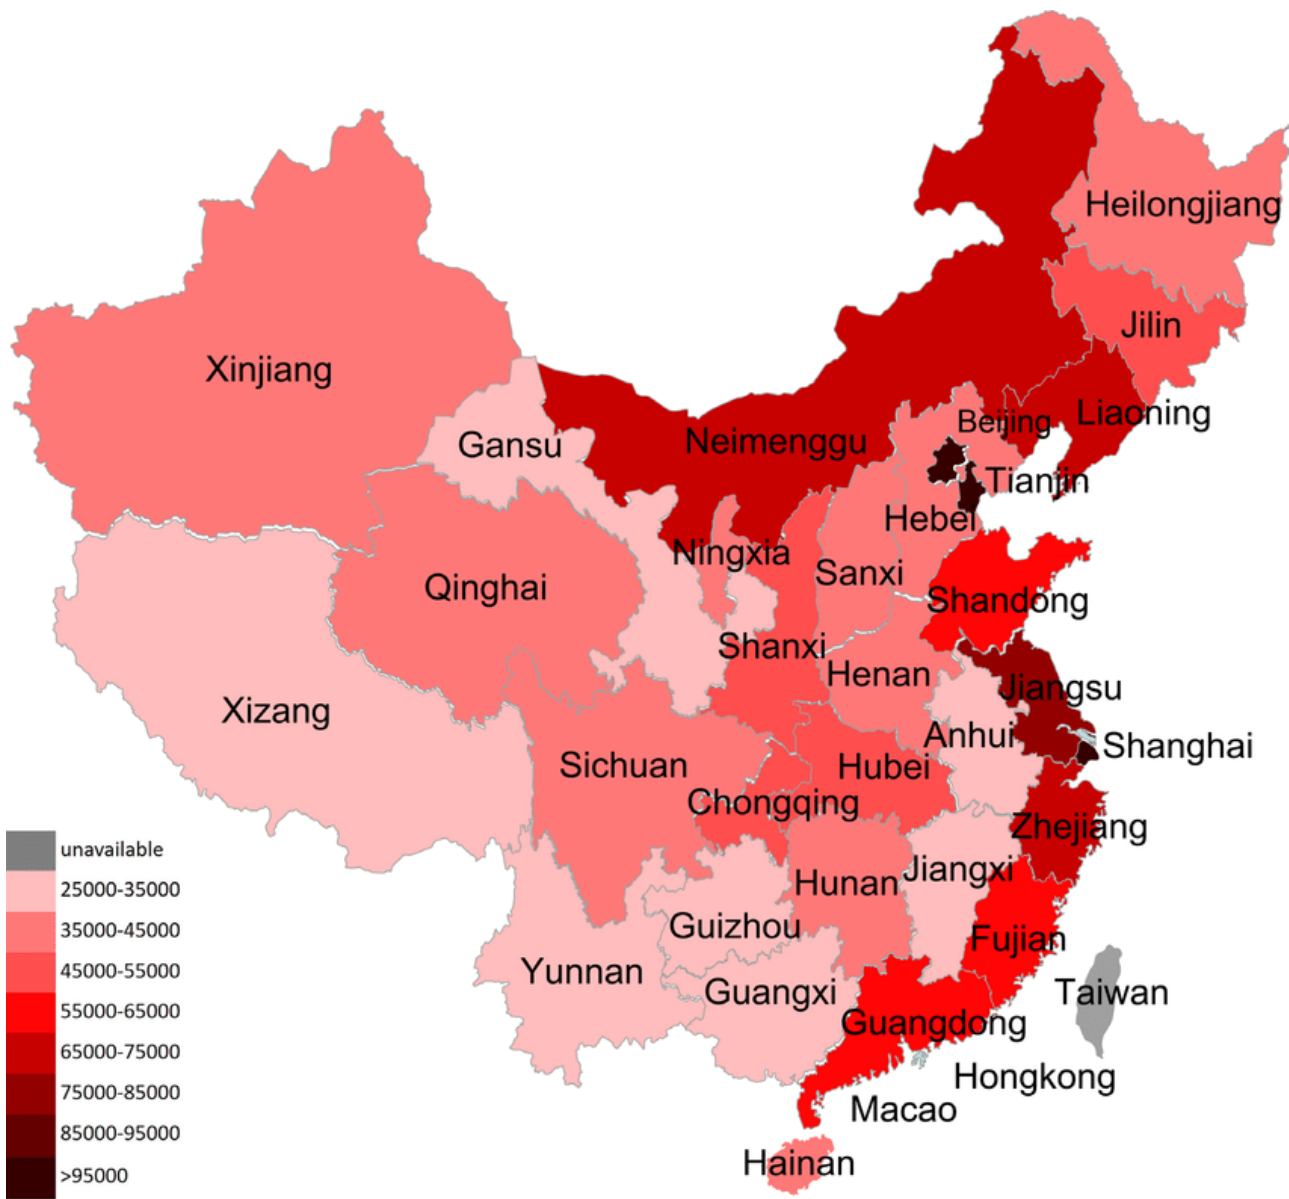 Heilongjiang
Jilin
Xinjiang
Beijing
Liaoning
Gansu
Neimenggu
Tianjin
Hebei
Ningxia
Sanxi
Qinghai
Shandong
Shanxi
Henan
Jiangsu
Xizang
Anhui
Shanghai
Sichuan
Hubei
Chongqing
Zhejiang
Jiangxi
Hunan
Guizhou
Fujian
Yunnan
Guangxi
Taiwan
Guangdong
Hongkong
Macao
Hainan
unavailable
25000-35000
35000-45000
45000-55000
55000-65000
65000-75000
75000-85000
85000-95000
>95000